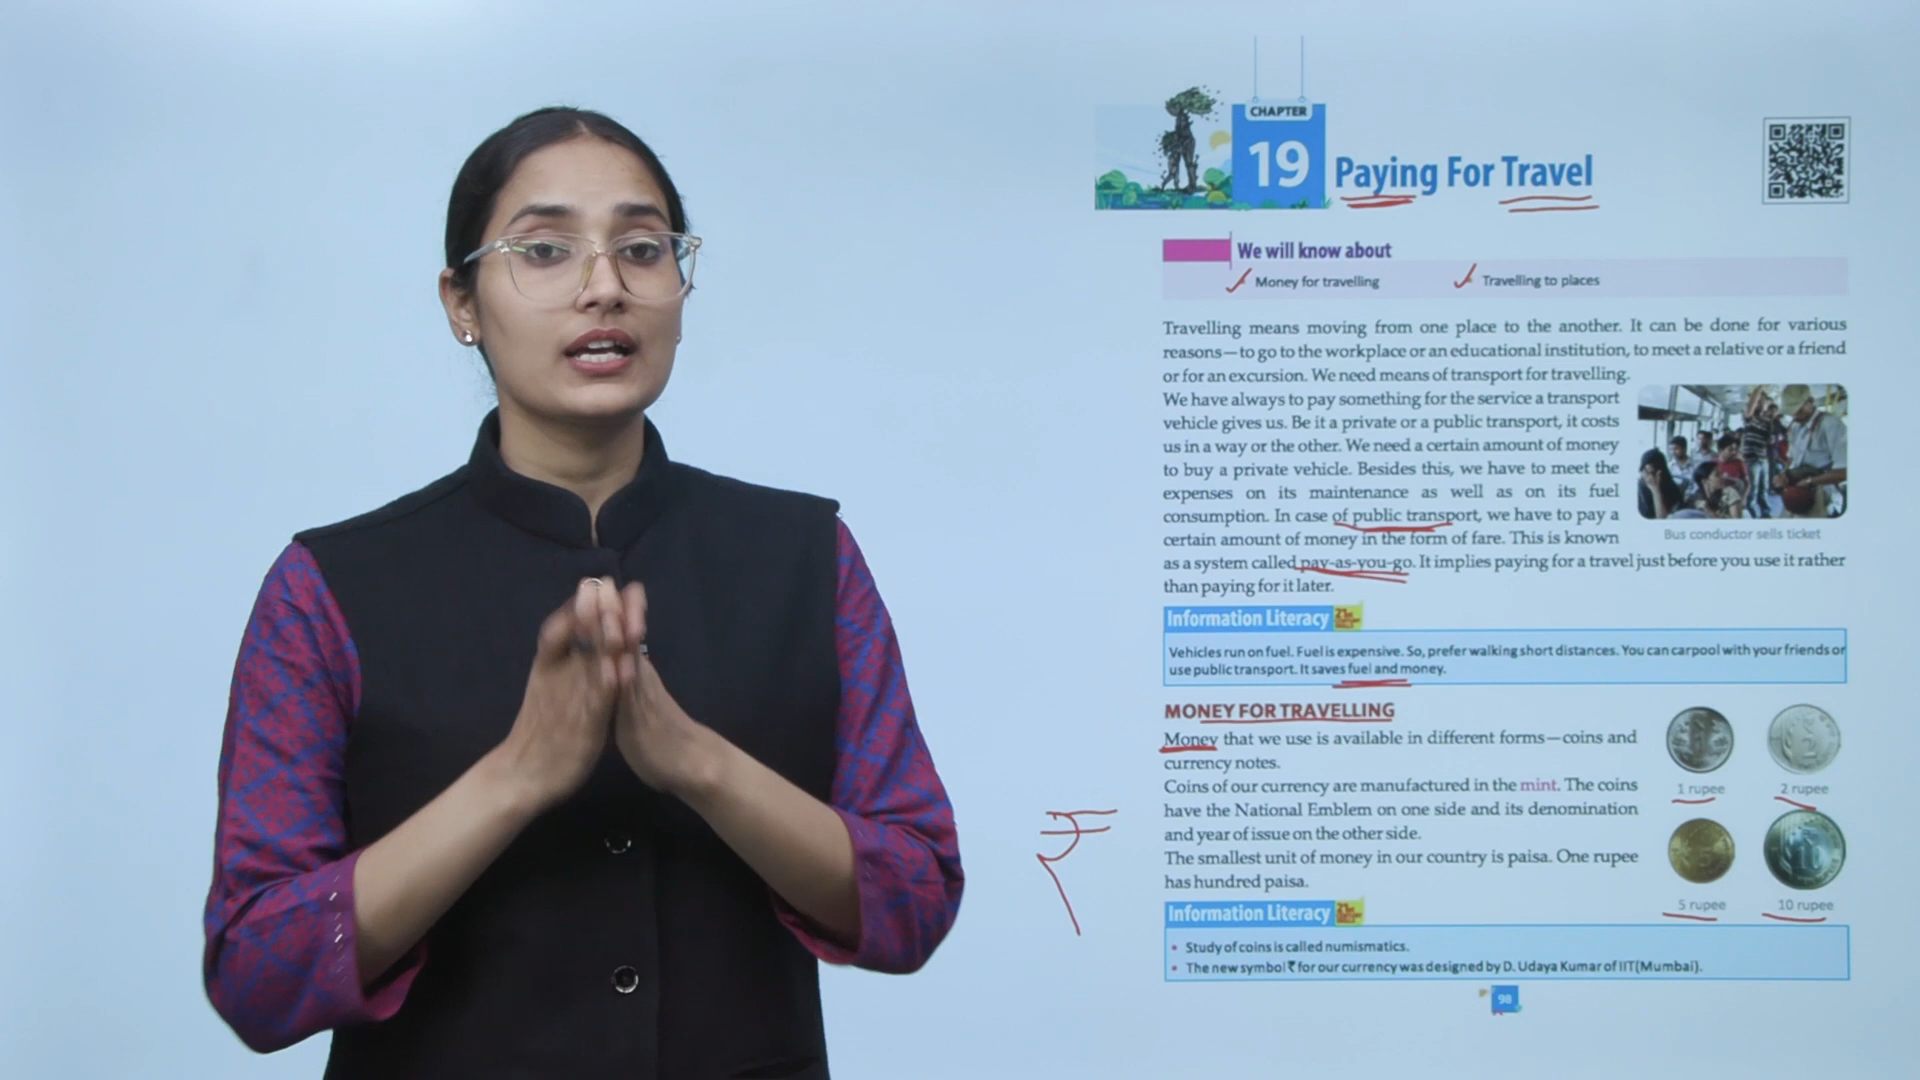 CHAPTER
19
Paying For Travel
We will know about
Money for travelling
Travelling to places
Travelling means moving from one place to the another. It can be done for various
reasons—to go to the workplace or an educational institution, to meet a relative or a friend
or for an excursion. We need means of transport for travelling.
We have always to pay something for the service a transport
vehicle gives us. Be it a private or a public transport, it costs
us in a way or the other. We need a certain amount of money
to buy a private vehicle. Besides this, we have to meet the
expenses on its maintenance as well as on its fuel
consumption. In case of public transport, we have to pay a
certain amount of money in the form of fare. This is known
as a system called pay-as-you-go. It implies paying for a travel just before you use it rather
than paying for it later.
Bus conductor sells ticket
Information Literacy
Vehicles run on fuel. Fuel is expensive. So, prefer walking short distances. You can carpool with your friends or
use public transport. It saves fuel and money.
MONEY FOR TRAVELLING
Money that we use is available in different forms—coins and
currency notes.
Coins of our currency are manufactured in the mint. The coins
have the National Emblem on one side and its denomination
and year of issue on the other side.
The smallest unit of money in our country is paisa. One rupee
has hundred paisa.
1 rupee
2 rupee
5 rupee
10 rupee
₹
Information Literacy
• Study of coins is called numismatics.
• The new symbol ₹ for our currency was designed by D. Udaya Kumar of IIT(Mumbai).
98